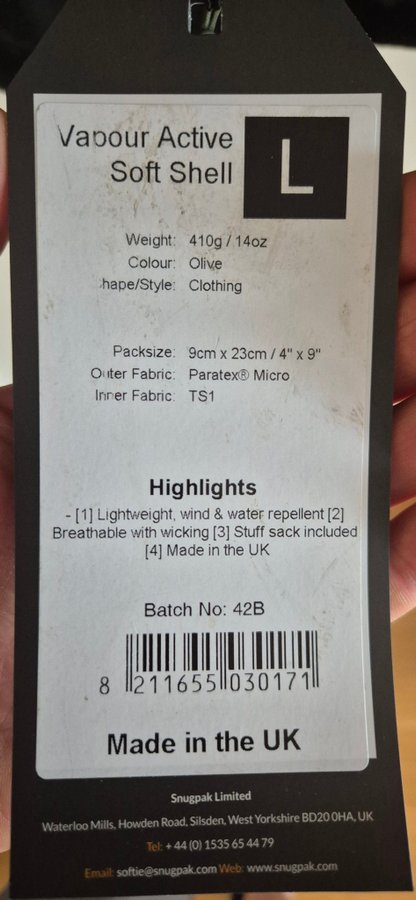 Vapour Active
Soft Shell
L
Weight: 410g / 14oz
Colour: Olive
hape/Style: Clothing
Packsize: 9cm x 23cm / 4" x 9"
Outer Fabric: Paratex® Micro
Inner Fabric: TS1
Highlights
- [1] Lightweight, wind & water repellent [2]
Breathable with wicking [3] Stuff sack included
[4] Made in the UK
Batch No: 42B
8 211655 030171
Made in the UK
Snugpak Limited
Waterloo Mills, Howden Road, Silsden, West Yorkshire BD20 0HA, UK
Tel: + 44 (0) 1535 65 44 79
Email: softie@snugpak.com Web: www.snugpak.com